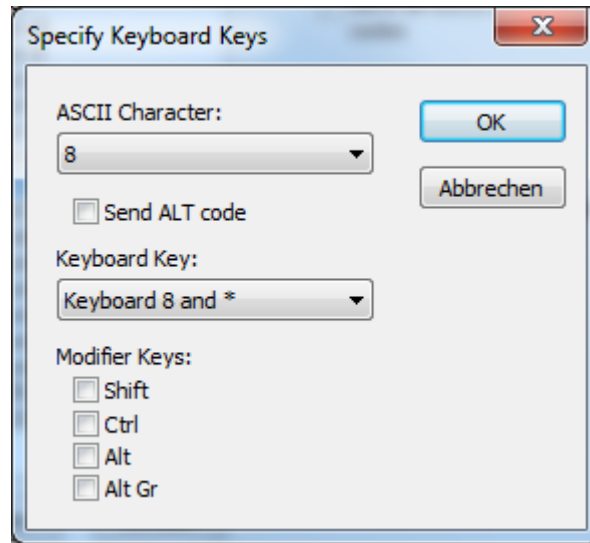 Specify Keyboard Keys
ASCII Character:
OK
8
Abbrechen
Send ALT code
Keyboard Key:
Keyboard 8 and *
Modifier Keys:
Shift
Ctrl
Alt
Alt Gr